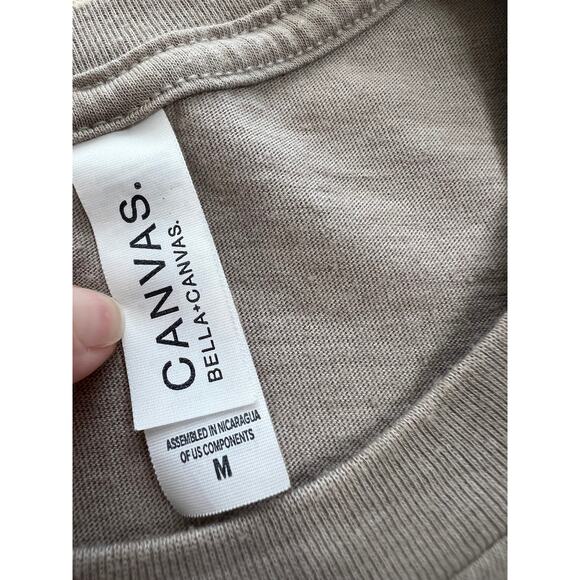 CANVAS.
BELLA+CANVAS.
ASSEMBLED IN NICARAGUA
OF US COMPONENTS
M